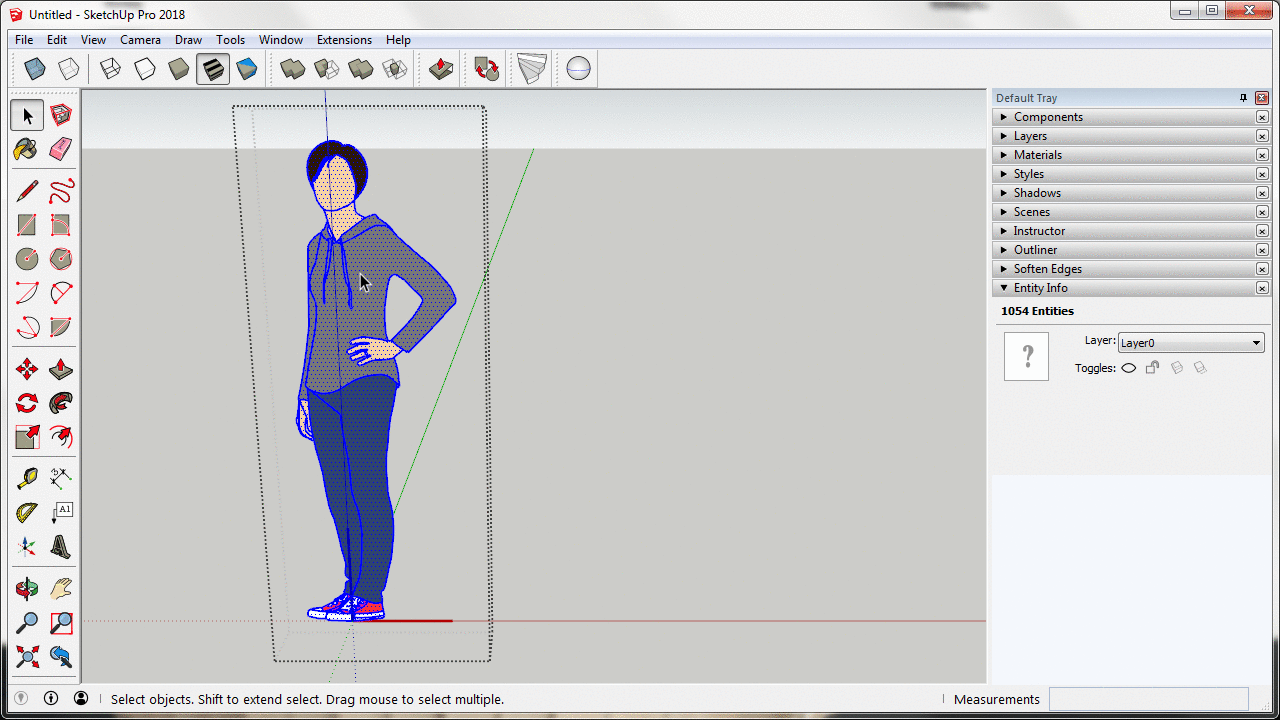 Untitled - SketchUp Pro 2018
File Edit View Camera Draw Tools Window Extensions Help
Default Tray
Components
Layers
Materials
Styles
Shadows
Scenes
Instructor
Outliner
Soften Edges
Entity Info
1054 Entities
Layer: Layer0
?
Toggles:
A1
Select objects. Shift to extend select. Drag mouse to select multiple.
Measurements